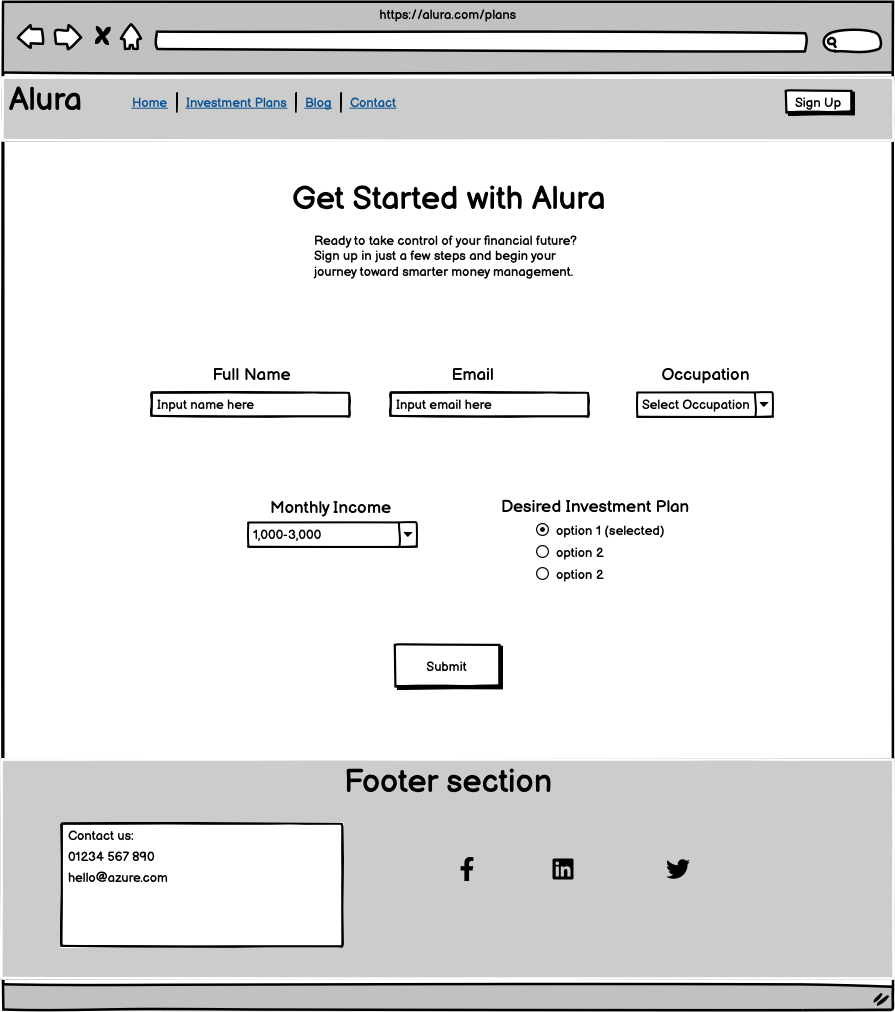 https://alura.com/plans
Alura
Home | Investment Plans | Blog | Contact
Sign Up
Get Started with Alura
Ready to take control of your financial future?
Sign up in just a few steps and begin your
journey toward smarter money management.
Full Name
Email
Occupation
Input name here
Input email here
Select Occupation
Monthly Income
Desired Investment Plan
1,000-3,000
option 1 (selected)
option 2
option 2
Submit
Footer section
Contact us:
01234 567 890
hello@azure.com